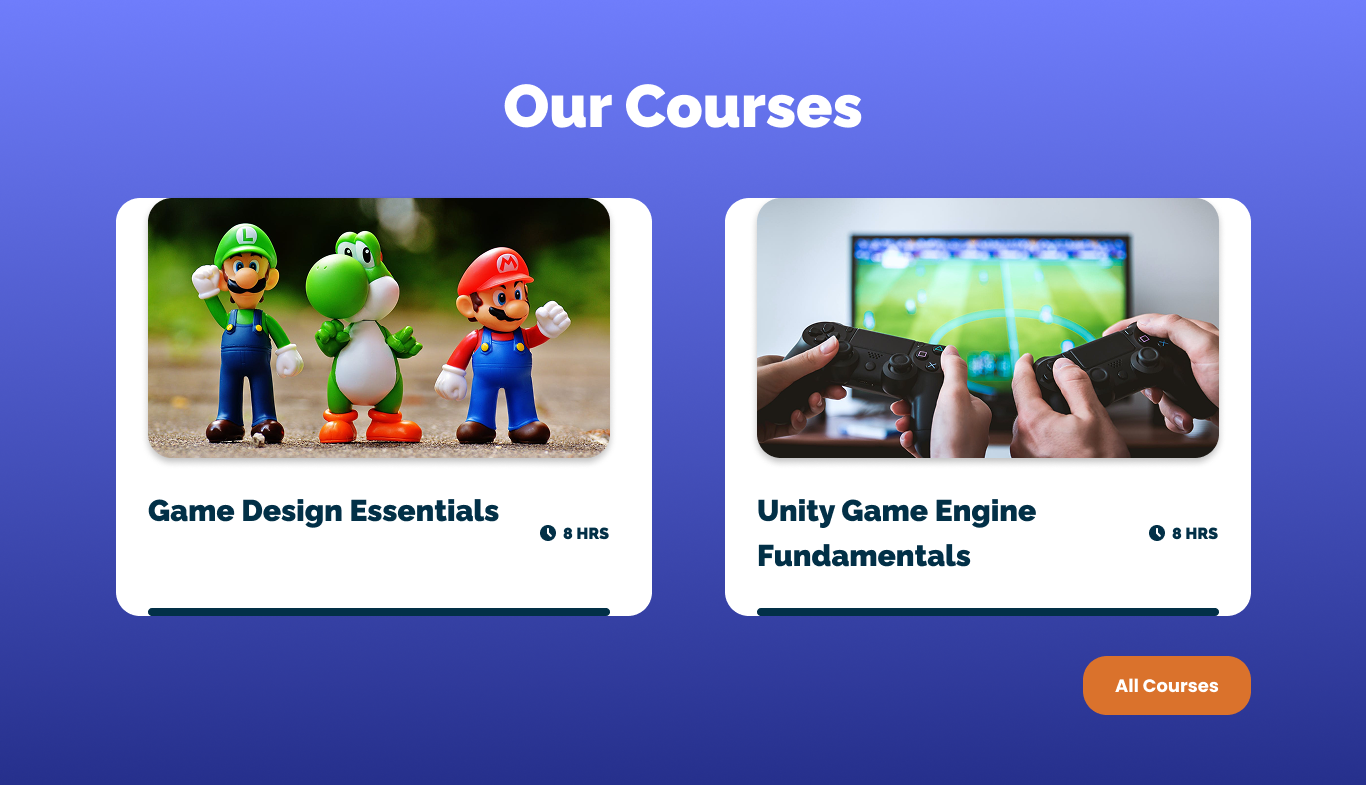 Our Courses
L
M
Game Design Essentials
8 HRS
Unity Game Engine
Fundamentals
8 HRS
All Courses